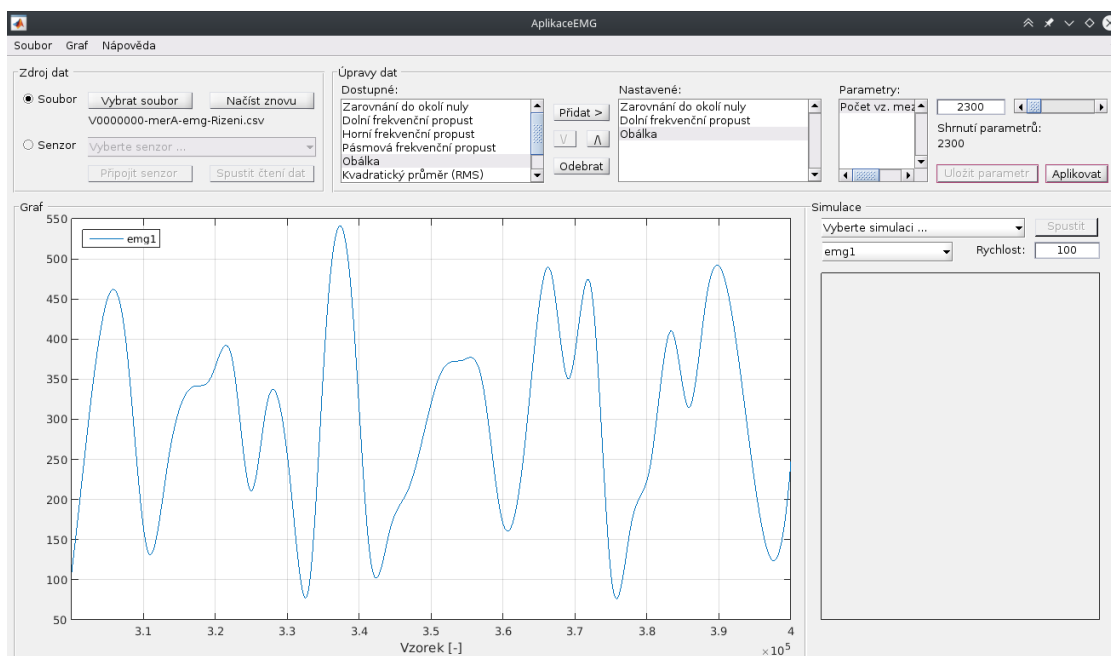 AplikaceEMG
Soubor Graf Nápověda
Zdroj dat
Soubor
Vybrat soubor
Načíst znovu
V0000000-merA-emg-Rizeni.csv
Senzor
Vyberte senzor ...
Připojit senzor
Spustit čtení dat
Úpravy dat
Dostupné:
Zarovnání do okolí nuly
Dolní frekvenční propust
Horní frekvenční propust
Pásmová frekvenční propust
Obálka
Kvadratický průměr (RMS)
Přidat >
V
Λ
Odebrat
Nastavené:
Zarovnání do okolí nuly
Dolní frekvenční propust
Obálka
Parametry:
Počet vz. mez
2300
Shrnutí parametrů:
2300
Uložit parametr
Aplikovat
Graf
emg1
550
500
450
400
350
300
250
200
150
100
50
3.1 3.2 3.3 3.4 3.5 3.6 3.7 3.8 3.9 4
×10⁵
Vzorek [-]
Simulace
Vyberte simulaci ...
Spustit
emg1
Rychlost:
100